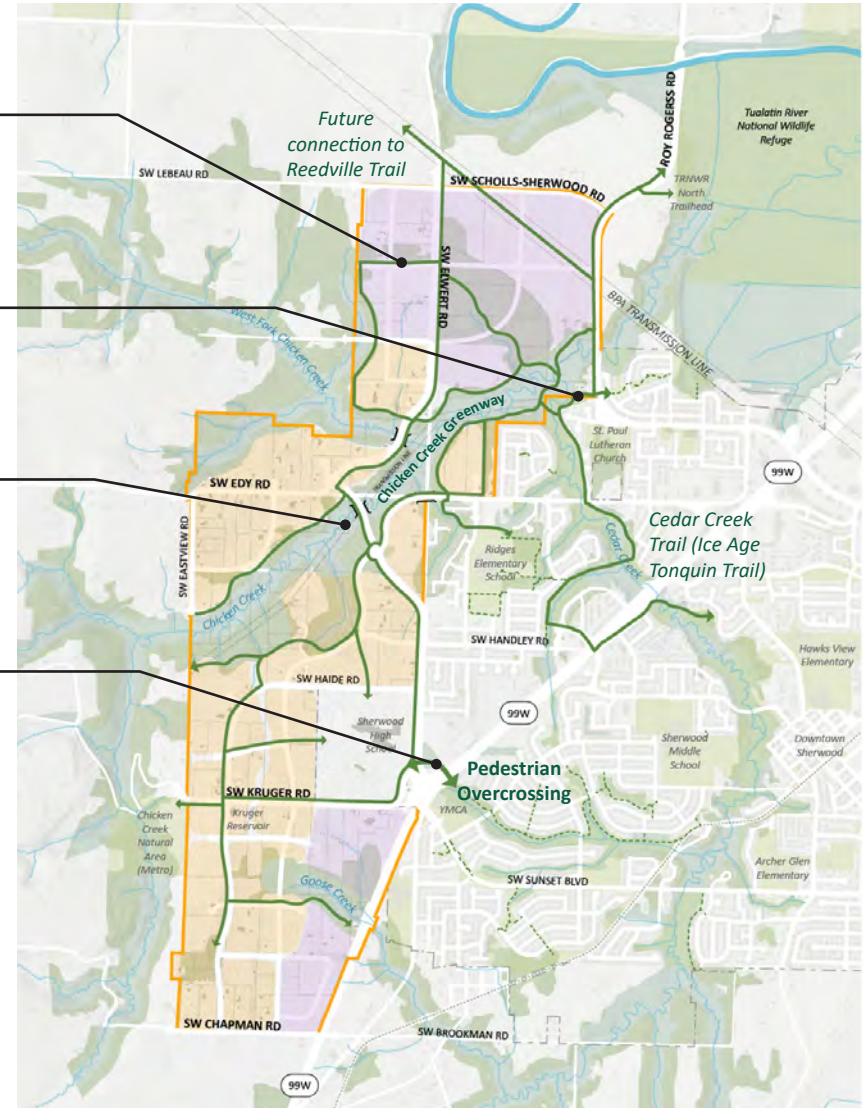 Future
connection to
Reedville Trail
Tualatin River
National Wildlife
Refuge
ROY ROGERSS RD
SW LEBEAU RD
SW SCHOLLS-SHERWOOD RD
TRNWR
North
Trailhead
SW ELWERT RD
BPA TRANSMISSION LINE
West Fork Chicken Creek
Chicken Creek Greenway
St. Paul
Lutheran
Church
99W
SW EDY RD
TRANSMISSION LINE
SW EASTVIEW RD
Cedar Creek
Trail (Ice Age
Tonquin Trail)
Cedar Creek
Ridges
Elementary
School
Chicken Creek
SW HANDLEY RD
Hawks View
Elementary
SW HAIDE RD
99W
Sherwood
High
School
Sherwood
Middle
School
Downtown
Sherwood
Pedestrian
Overcrossing
SW KRUGER RD
YMCA
Chicken
Creek
Natural
Area
(Metro)
Kruger
Reservoir
Archer Glen
Elementary
SW SUNSET BLVD
Goose Creek
SW CHAPMAN RD
SW BROOKMAN RD
99W